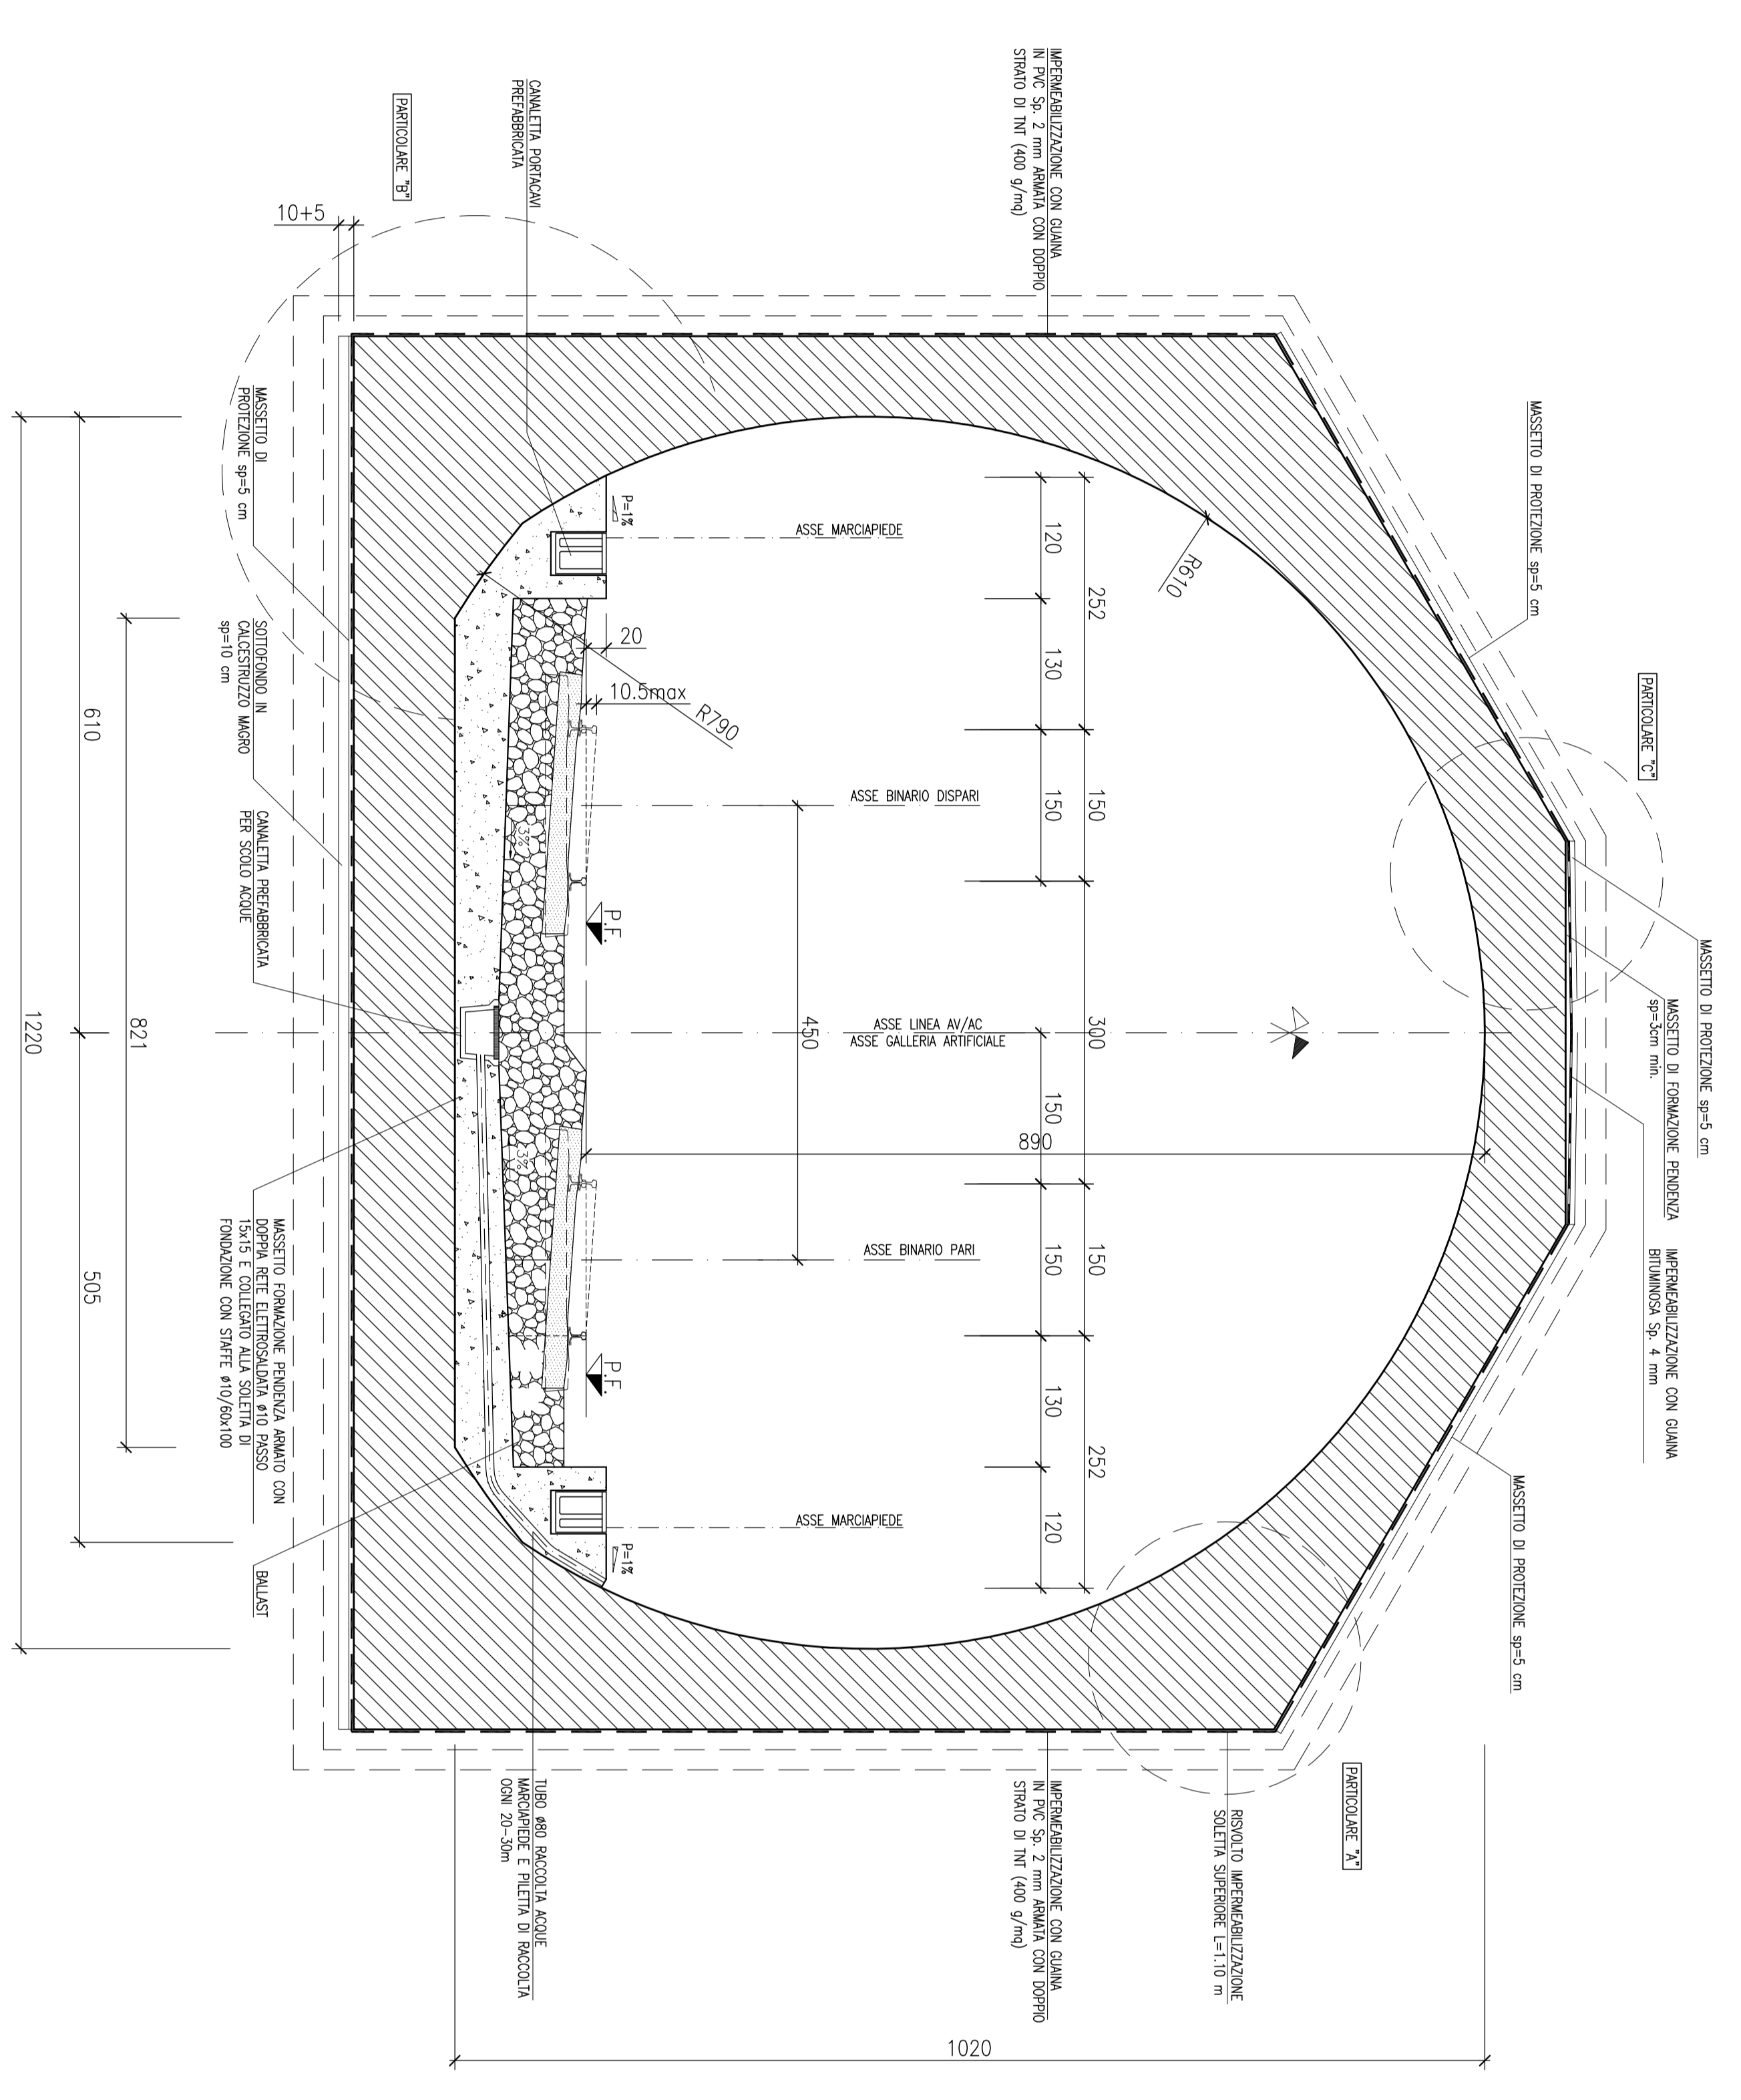 PARTICOLARE "C"
MASSETTO DI PROTEZIONE sp=5 cm
MASSETTO DI PROTEZIONE sp=5 cm
MASSETTO DI FORMAZIONE PENDENZA
sp=3cm min.
IMPERMEABILIZZAZIONE CON GUAINA
BITUMINOSA Sp. 4 mm
MASSETTO DI PROTEZIONE sp=5 cm
PARTICOLARE "A"
RISVOLTO IMPERMEABILIZZAZIONE
SOLETTA SUPERIORE L=1.10 m
R610
IMPERMEABILIZZAZIONE CON GUAINA
IN PVC Sp. 2 mm ARMATA CON DOPPIO
STRATO DI TNT (400 g/mq)
252
150
300
150
252
120
130
150
150
150
130
120
890
IMPERMEABILIZZAZIONE CON GUAINA
IN PVC Sp. 2 mm ARMATA CON DOPPIO
STRATO DI TNT (400 g/mq)
1020
ASSE MARCIAPIEDE
ASSE BINARIO DISPARI
ASSE LINEA AV/AC
ASSE GALLERIA ARTIFICIALE
ASSE BINARIO PARI
ASSE MARCIAPIEDE
450
R790
10.5max
20
P=1%
P.F.
P.F.
P=1%
3%
3%
CANALETTA PORTACAVI
PREFABBRICATA
TUBO ø80 RACCOLTA ACQUE
MARCIAPIEDE E PILETTA DI RACCOLTA
OGNI 20-30m
PARTICOLARE "B"
10+5
MASSETTO DI
PROTEZIONE sp=5 cm
SOTTOFONDO IN
CALCESTRUZZO MAGRO
sp=10 cm
CANALETTA PREFABBRICATA
PER SCOLO ACQUE
MASSETTO FORMAZIONE PENDENZA ARMATO CON
DOPPIA RETE ELETTROSALDATA ø10 PASSO
15x15 E COLLEGATO ALLA SOLETTA DI
FONDAZIONE CON STAFFE ø10/60x100
BALLAST
821
610
505
1220